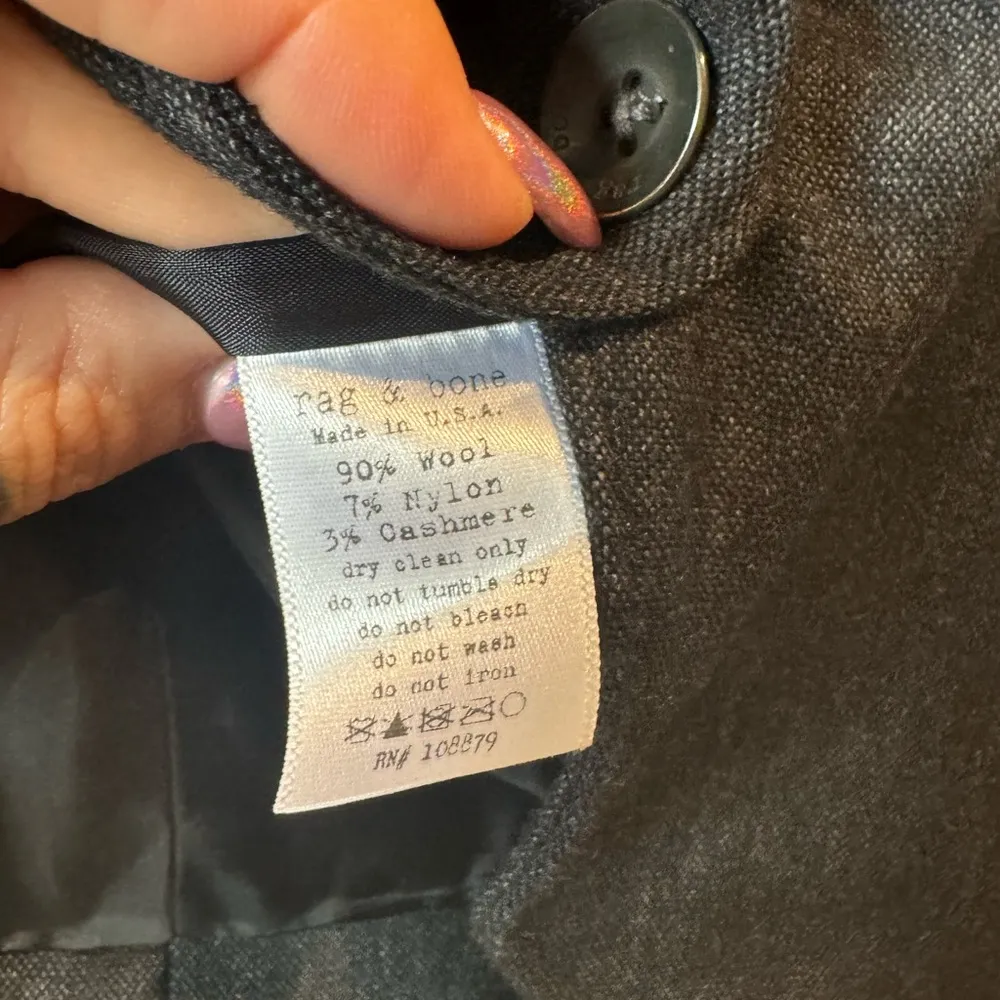 rag & bone
Made in U.S.A.
90% Wool
7% Nylon
3% Cashmere
dry clean only
do not tumble dry
do not bleach
do not wash
do not iron
RN# 108879